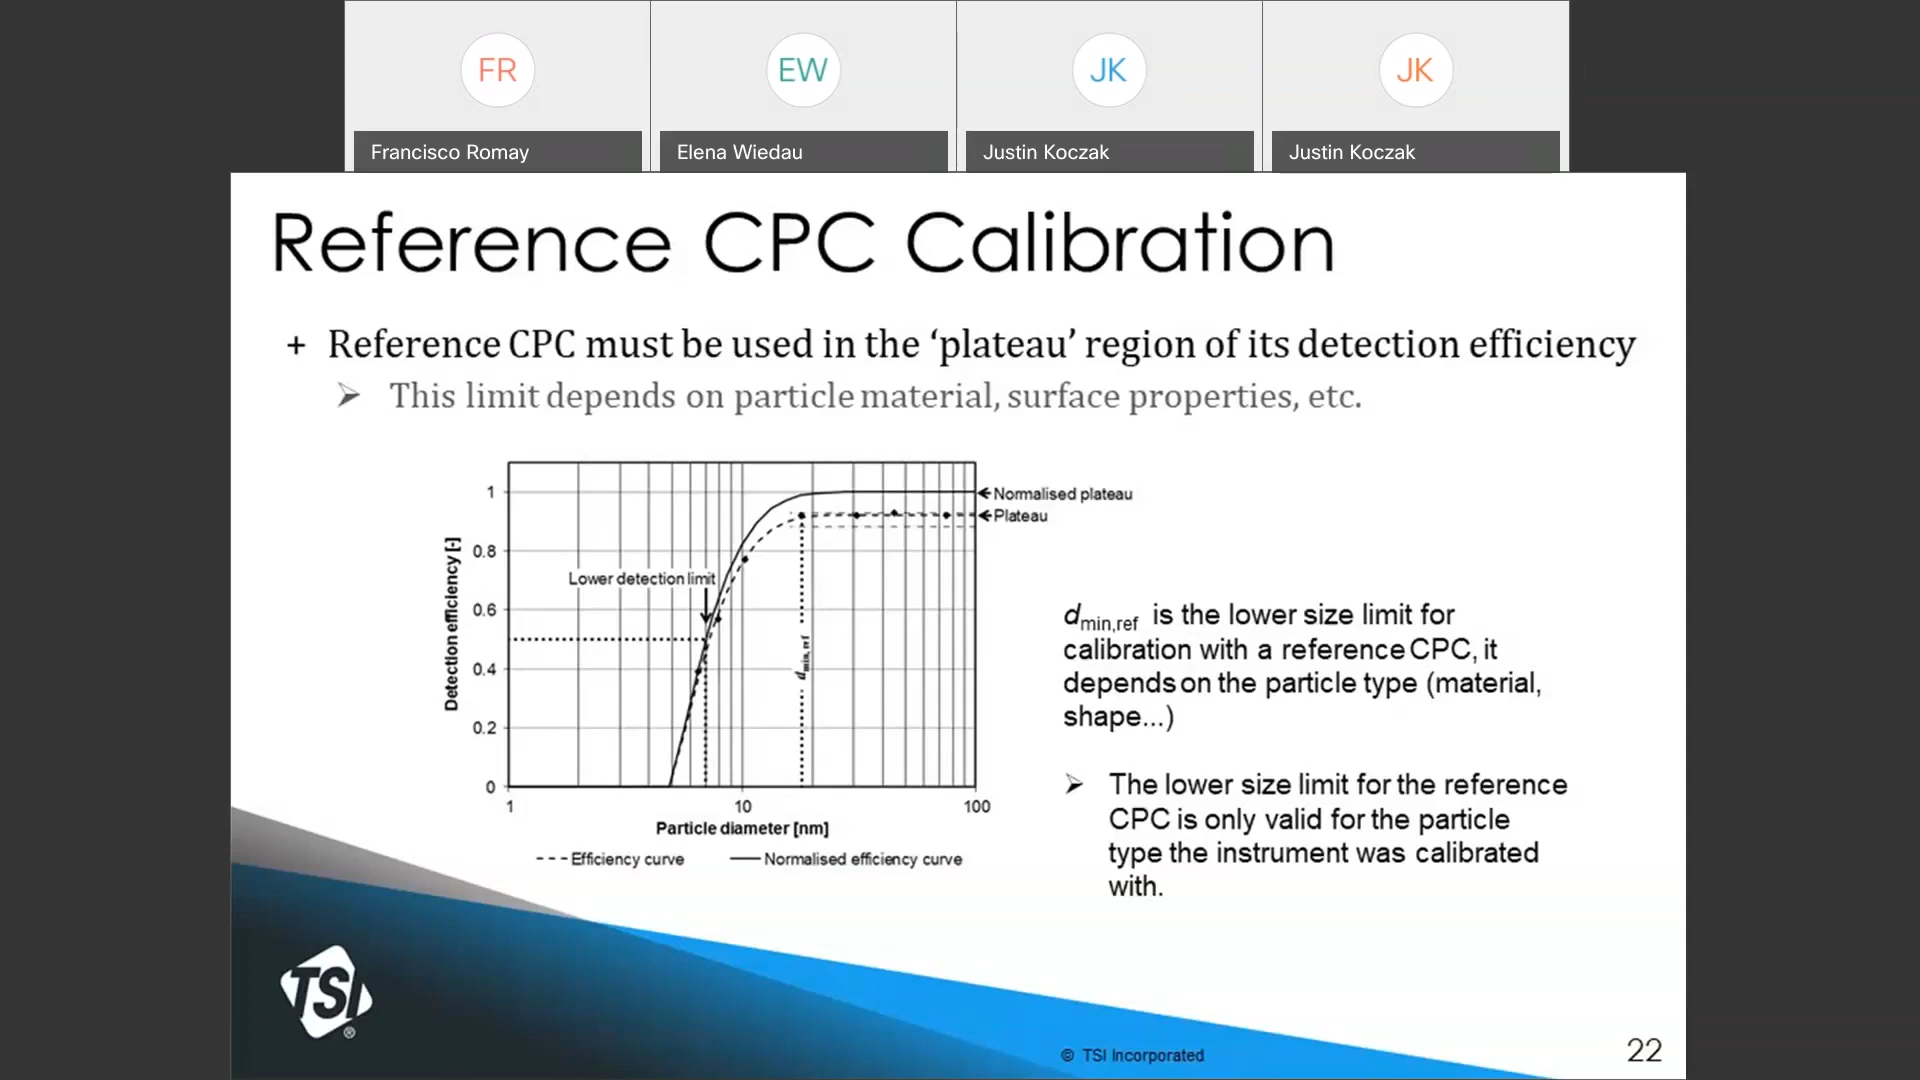 FR
EW
JK
JK
Francisco Romay
Elena Wiedau
Justin Koczak
Justin Koczak
Reference CPC Calibration
+ Reference CPC must be used in the ‘plateau’ region of its detection efficiency
➢ This limit depends on particle material, surface properties, etc.
Detection efficiency [-]
1
0.8
0.6
0.4
0.2
0
Lower detection limit
d min, ref
Normalised plateau
Plateau
1
10
100
Particle diameter [nm]
Efficiency curve
Normalised efficiency curve
dmin,ref is the lower size limit for
calibration with a reference CPC, it
depends on the particle type (material,
shape...)
➢ The lower size limit for the reference
CPC is only valid for the particle
type the instrument was calibrated
with.
TSI®
© TSI Incorporated
22